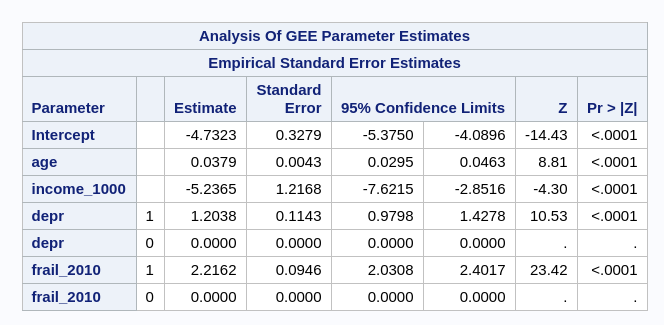 Analysis Of GEE Parameter Estimates
Empirical Standard Error Estimates
Parameter Estimate Standard Error 95% Confidence Limits Z Pr > |Z|
Intercept -4.7323 0.3279 -5.3750 -4.0896 -14.43 <.0001
age 0.0379 0.0043 0.0295 0.0463 8.81 <.0001
income_1000 -5.2365 1.2168 -7.6215 -2.8516 -4.30 <.0001
depr 1 1.2038 0.1143 0.9798 1.4278 10.53 <.0001
depr 0 0.0000 0.0000 0.0000 0.0000 . .
frail_2010 1 2.2162 0.0946 2.0308 2.4017 23.42 <.0001
frail_2010 0 0.0000 0.0000 0.0000 0.0000 . .